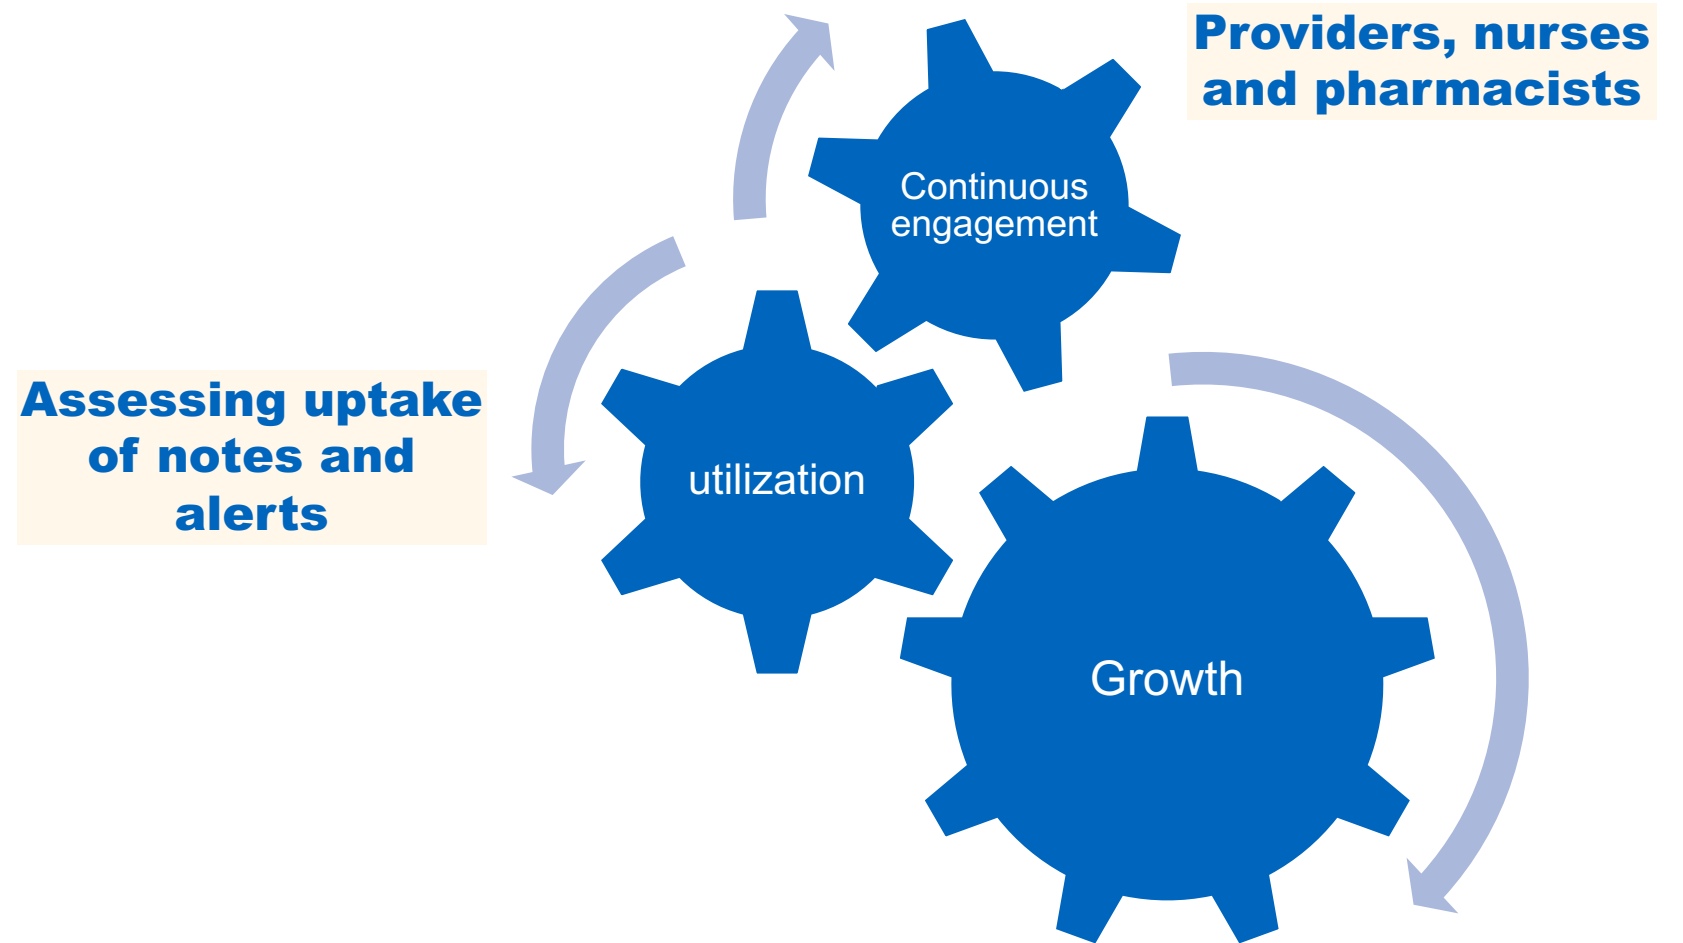 Providers, nurses
and pharmacists
Continuous
engagement
Assessing uptake
of notes and
alerts
utilization
Growth